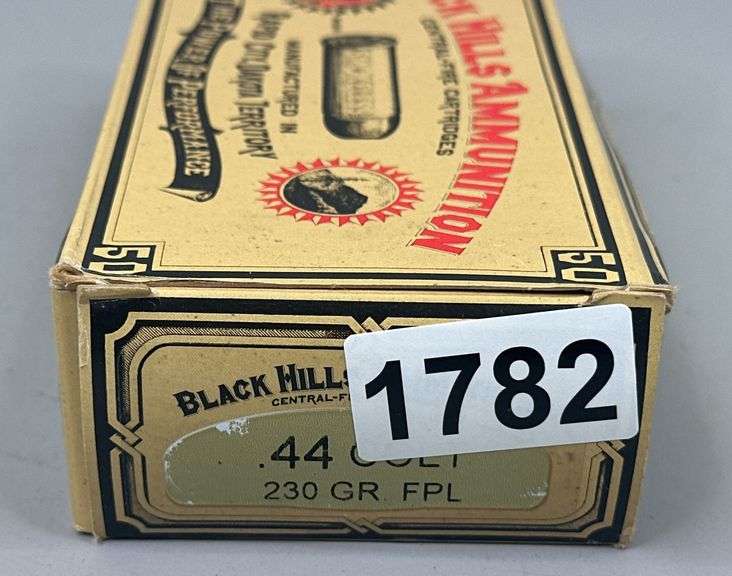 BLACK HILLS AMMUNITION
CENTRAL-FIRE CARTRIDGES
MANUFACTURED IN
RAPID CITY, DAKOTA TERRITORY
PERFORMANCE
50
50
BLACK HILLS
CENTRAL-F
1782
.44 COLT
230 GR. FPL